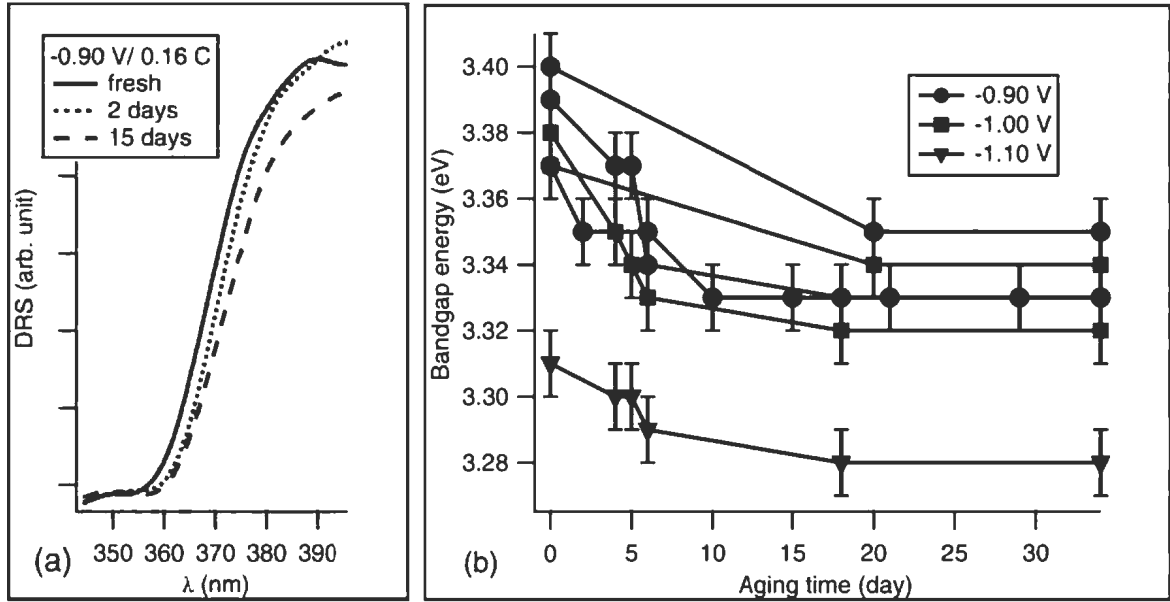 -0.90 V/ 0.16 C
fresh
2 days
15 days
DRS (arb. unit)
350 360 370 380 390
(a)
λ (nm)
3.40
3.38
3.36
3.34
3.32
3.30
3.28
Bandgap energy (eV)
-0.90 V
-1.00 V
-1.10 V
0 5 10 15 20 25 30
(b)
Aging time (day)